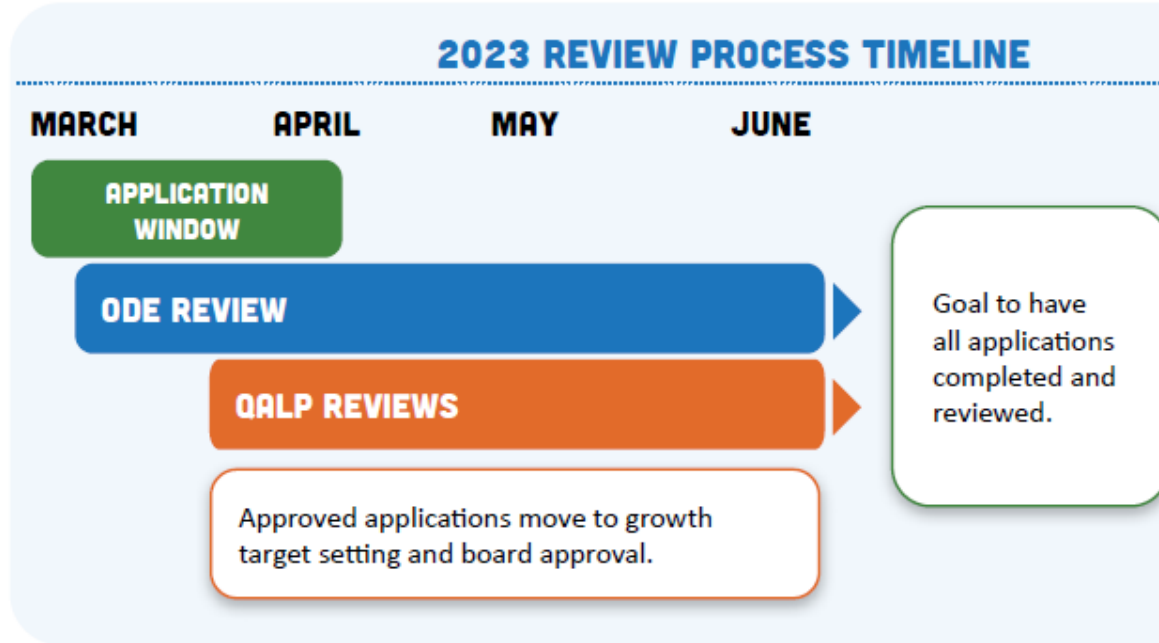 2023 REVIEW PROCESS TIMELINE
MARCH APRIL MAY JUNE
APPLICATION
WINDOW
ODE REVIEW
QALP REVIEWS
Approved applications move to growth
target setting and board approval.
Goal to have
all applications
completed and
reviewed.